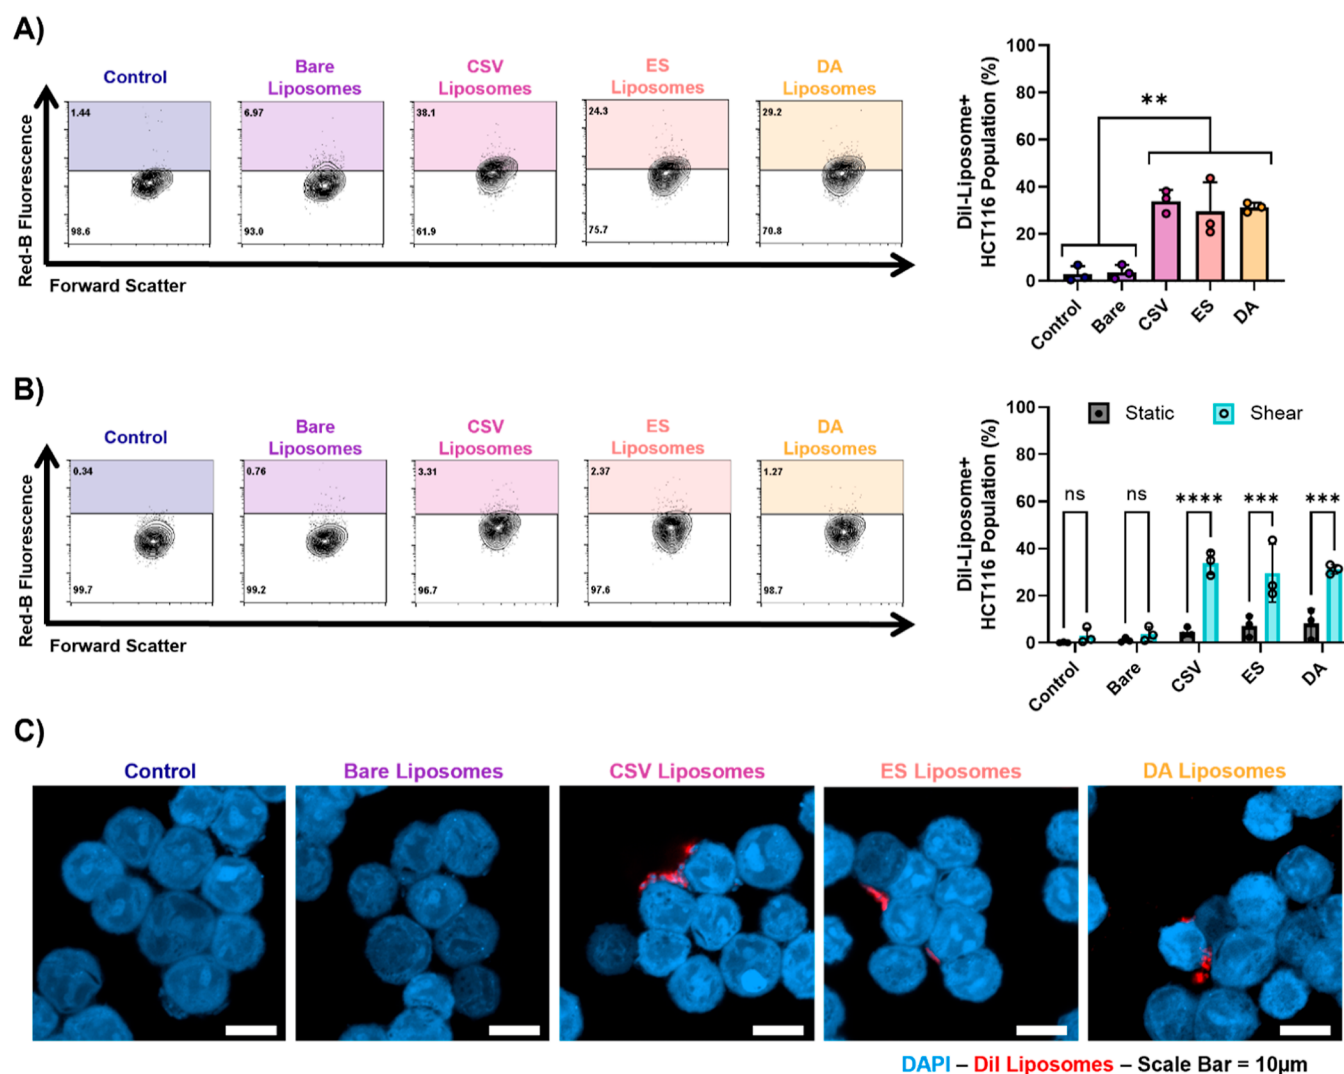 A)
Control
Bare
Liposomes
CSV
Liposomes
ES
Liposomes
DA
Liposomes
Red-B Fluorescence
1.44
98.6
6.97
93.0
38.1
61.9
24.3
75.7
29.2
70.8
Forward Scatter
DiI-Liposome+
HCT116 Population (%)
100
80
60
40
20
0
**
Control
Bare
CSV
ES
DA
B)
Control
Bare
Liposomes
CSV
Liposomes
ES
Liposomes
DA
Liposomes
Red-B Fluorescence
0.34
99.7
0.76
99.2
3.31
96.7
2.37
97.6
1.27
98.7
Forward Scatter
DiI-Liposome+
HCT116 Population (%)
100
80
60
40
20
0
Static
Shear
ns
ns
****
***
***
Control
Bare
CSV
ES
DA
C)
Control
Bare Liposomes
CSV Liposomes
ES Liposomes
DA Liposomes
DAPI – DiI Liposomes – Scale Bar = 10μm